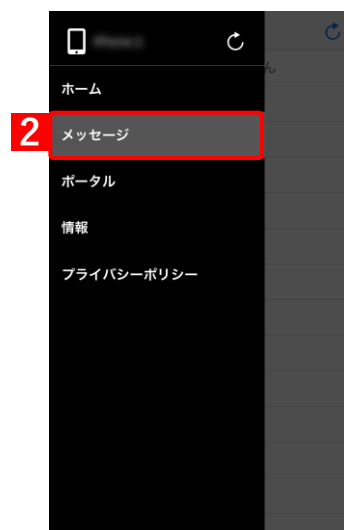 ん
ホーム
2
メッセージ
ポータル
情報
プライバシーポリシー